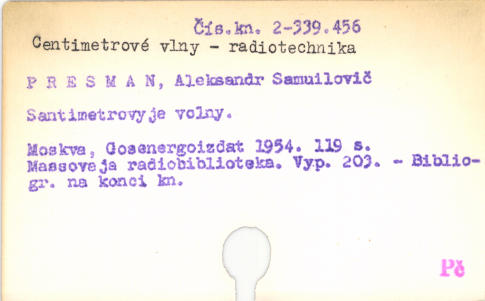 Čís.kn. 2-339.456
Centimetrové vlny - radiotechnika
P R E S M A N, Aleksandr Samuilovič
Santimetrovyje volny.
Moskva, Gosenergoizdat 1954. 119 s.
Massovaja radiobiblioteka. Vyp. 203. - Biblio-
gr. na konci kn.
Pč